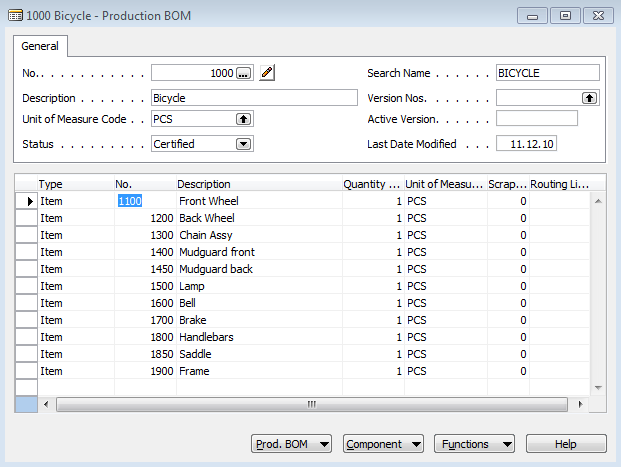 1000 Bicycle - Production BOM
General
No. . . . . . . . . . . . 1000 ... Search Name . . . . . . BICYCLE
Description . . . . . . . Bicycle Version Nos. . . . . . .
Unit of Measure Code . . PCS Active Version. . . . . .
Status . . . . . . . . . Certified Last Date Modified . . . 11.12.10
Type No. Description Quantity ... Unit of Measu... Scrap... Routing Li...
Item 1100 Front Wheel 1 PCS 0
Item 1200 Back Wheel 1 PCS 0
Item 1300 Chain Assy 1 PCS 0
Item 1400 Mudguard front 1 PCS 0
Item 1450 Mudguard back 1 PCS 0
Item 1500 Lamp 1 PCS 0
Item 1600 Bell 1 PCS 0
Item 1700 Brake 1 PCS 0
Item 1800 Handlebars 1 PCS 0
Item 1850 Saddle 1 PCS 0
Item 1900 Frame 1 PCS 0
Prod. BOM Component Functions Help